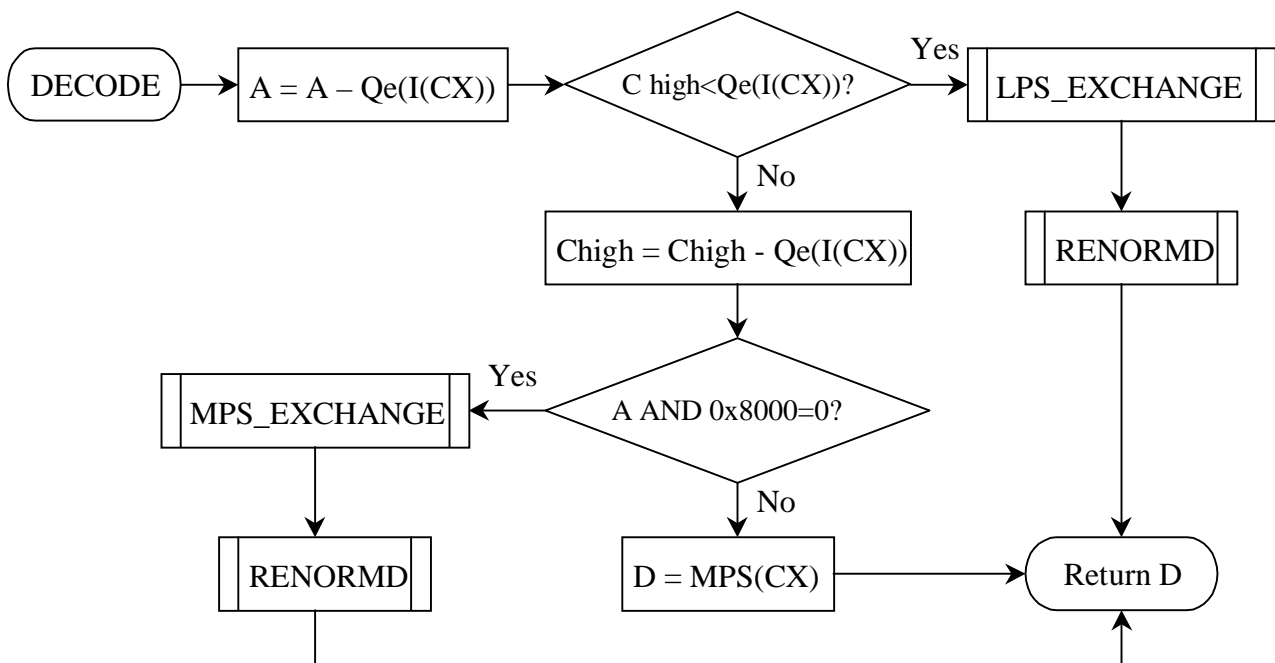 DECODE
A = A – Qe(I(CX))
C high<Qe(I(CX))?
Yes
LPS_EXCHANGE
No
Chigh = Chigh - Qe(I(CX))
RENORMD
Yes
MPS_EXCHANGE
A AND 0x8000=0?
No
RENORMD
D = MPS(CX)
Return D